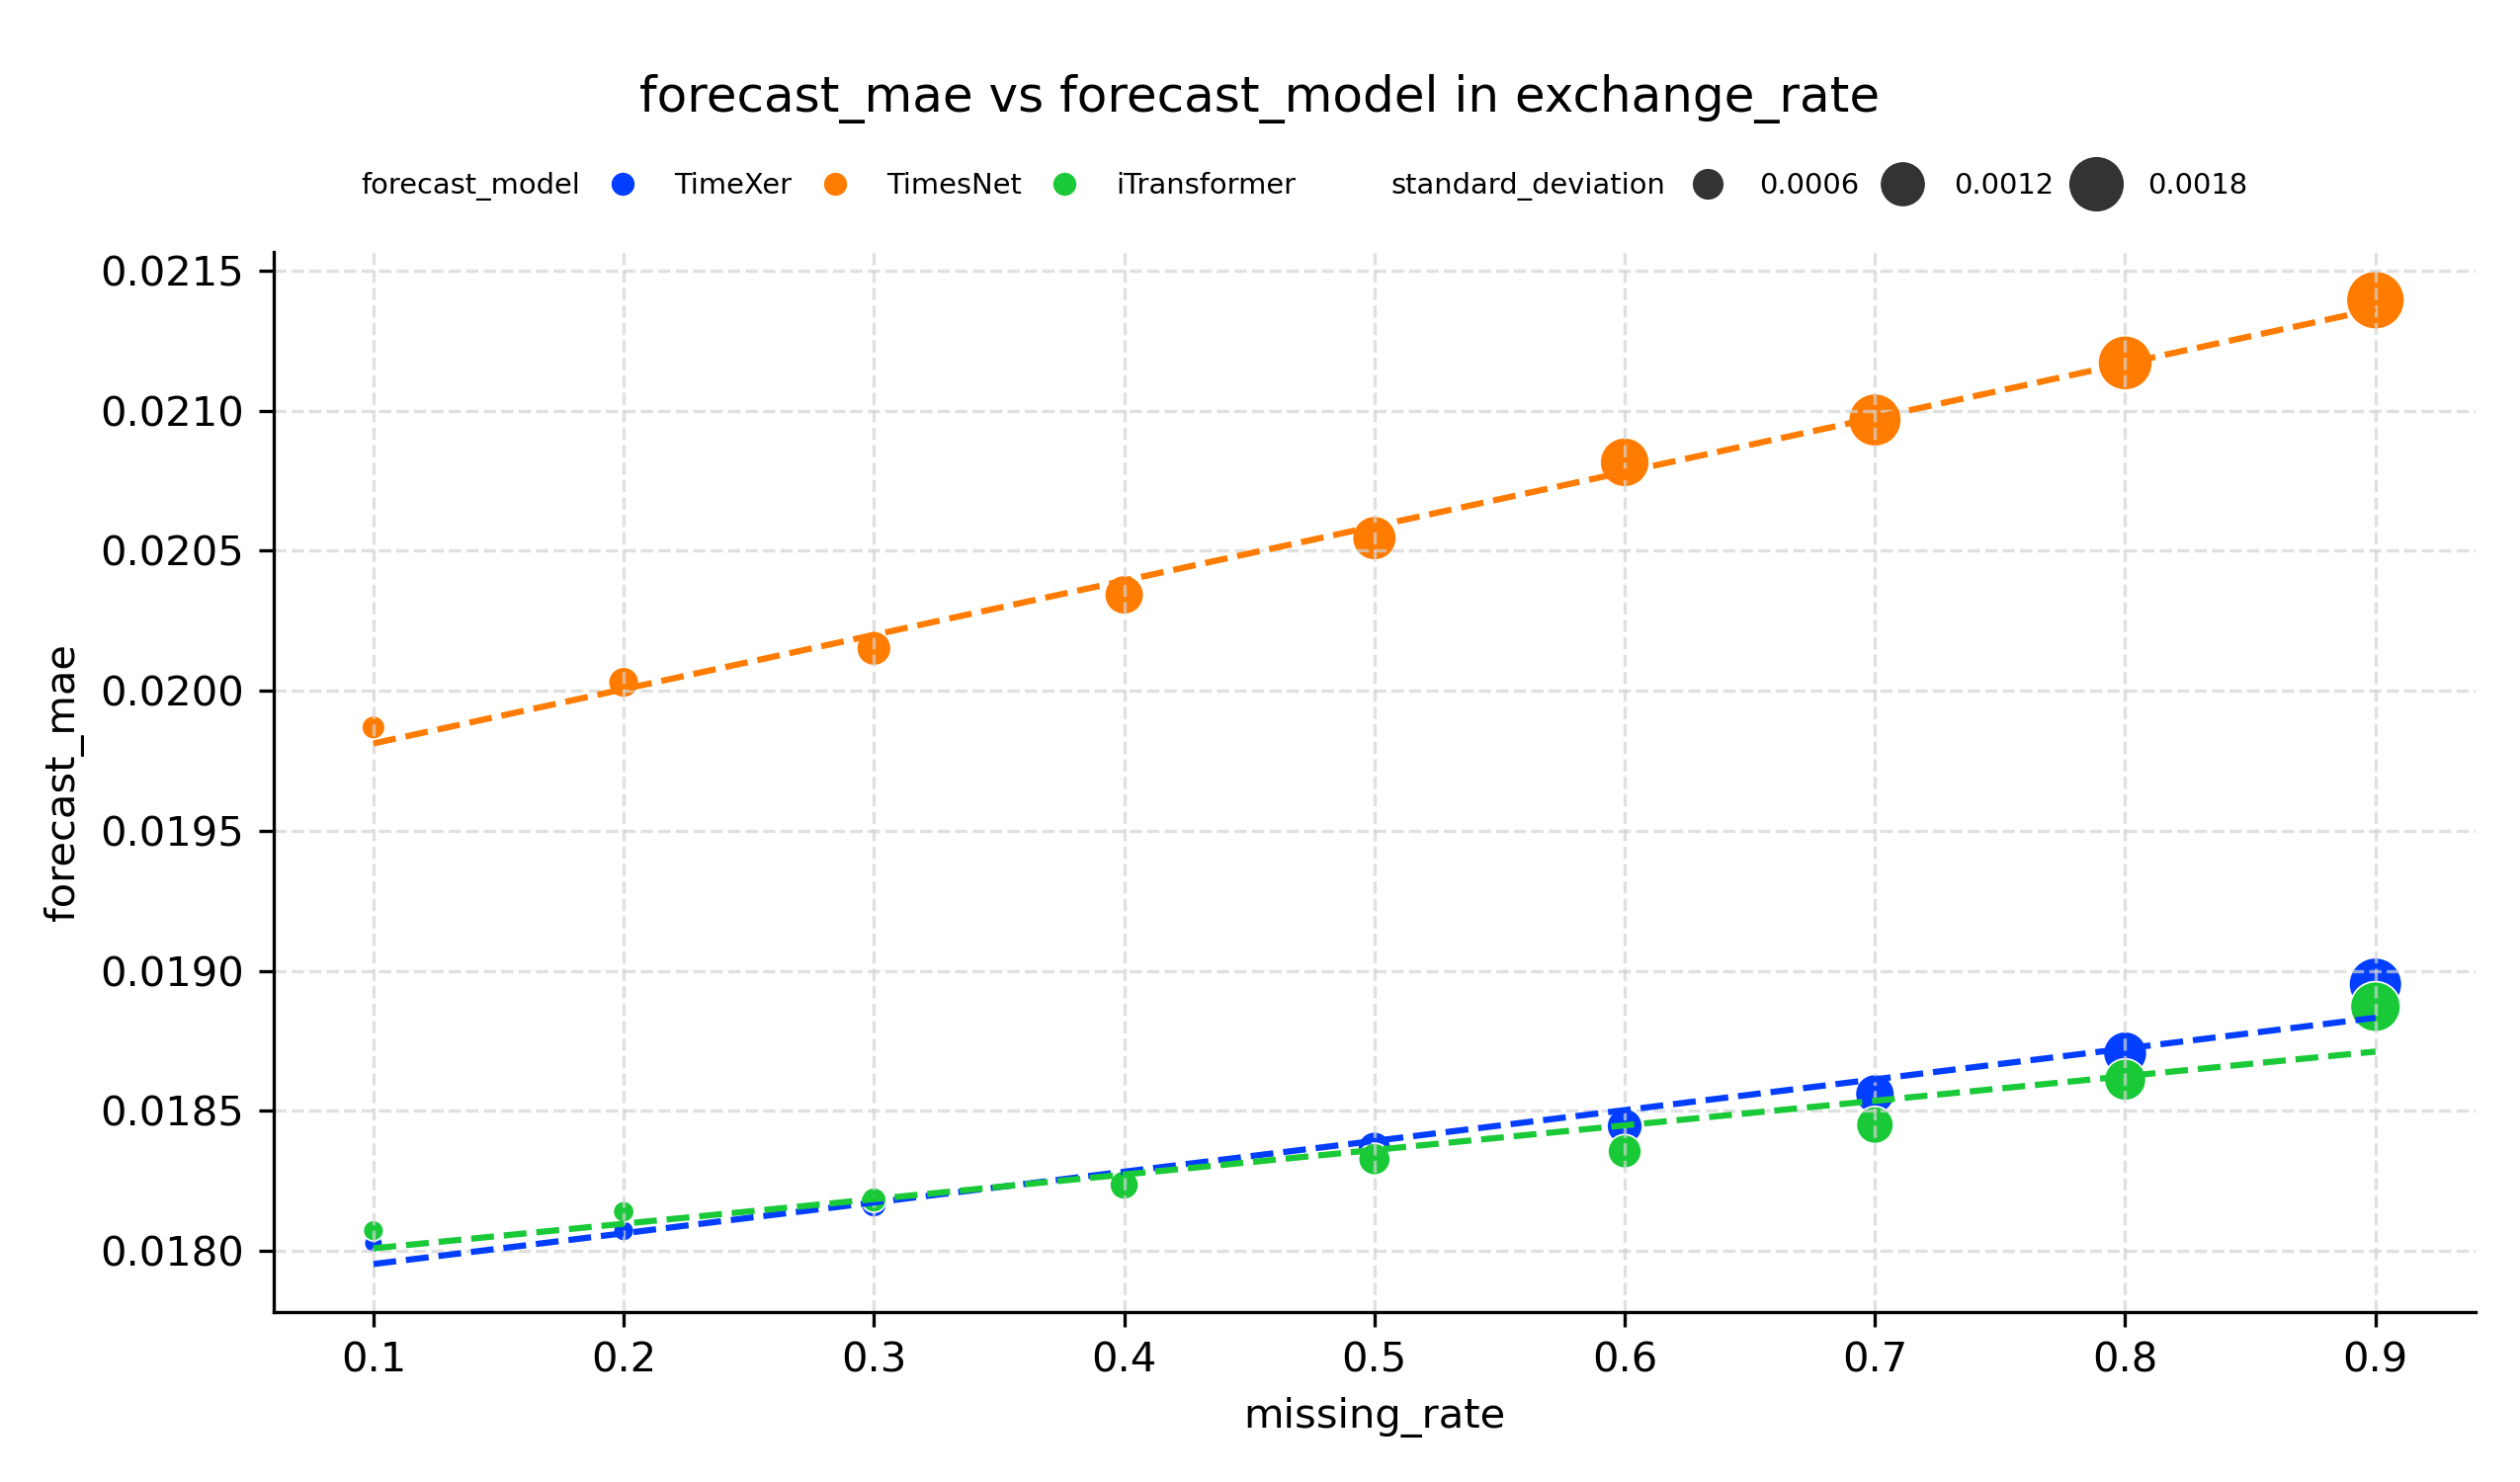 forecast_mae vs forecast_model in exchange_rate
forecast_model TimeXer TimesNet iTransformer standard_deviation 0.0006 0.0012 0.0018
0.0215
0.0210
0.0205
0.0200
0.0195
0.0190
0.0185
0.0180
forecast_mae
0.1 0.2 0.3 0.4 0.5 0.6 0.7 0.8 0.9
missing_rate